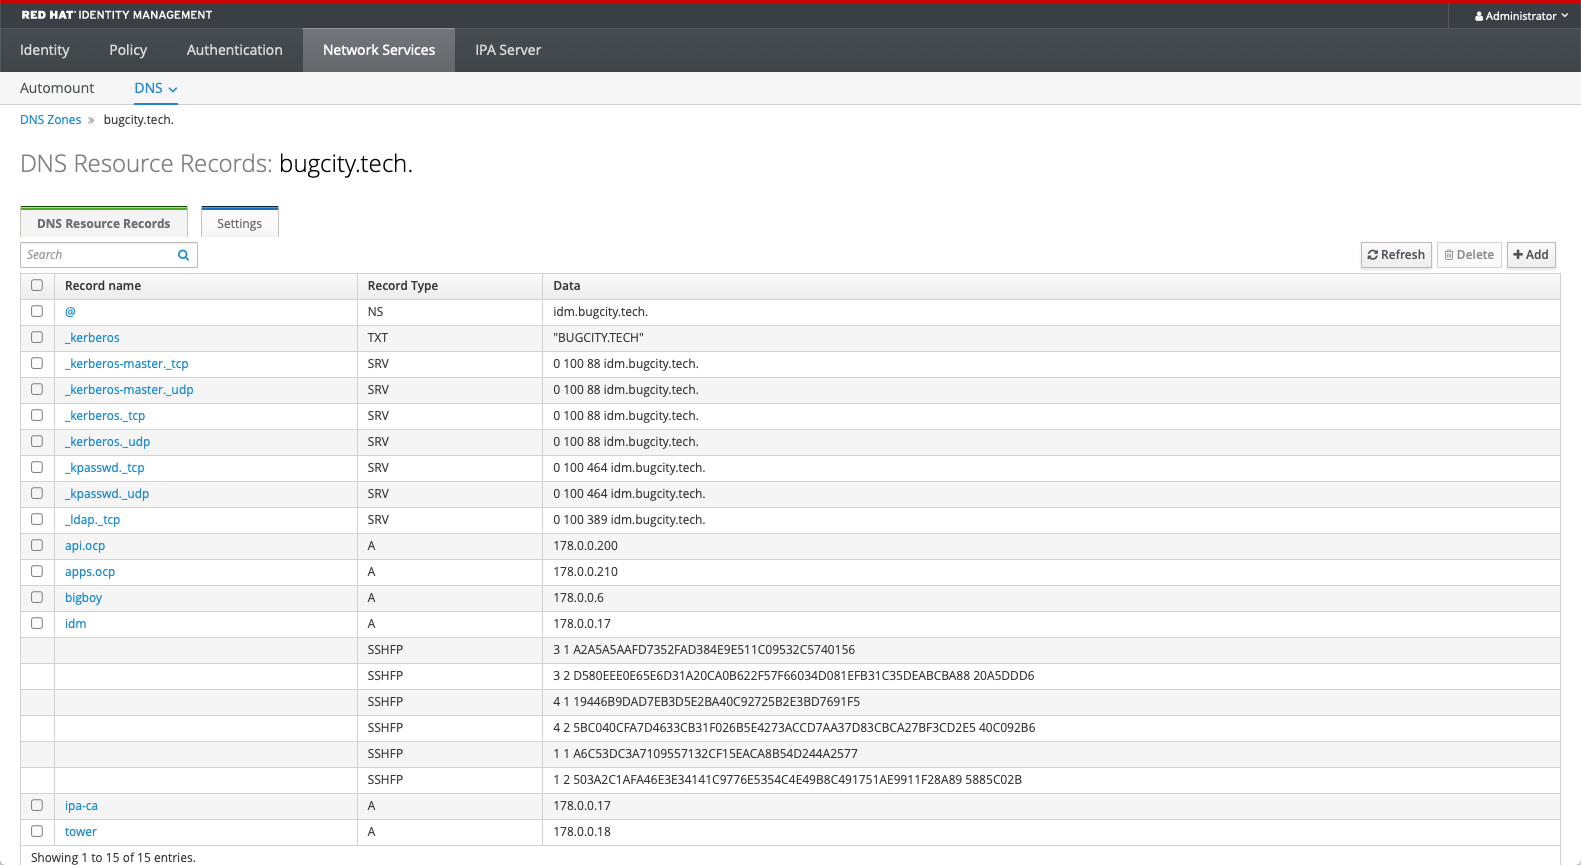 RED HAT IDENTITY MANAGEMENT
Administrator
Identity Policy Authentication Network Services IPA Server
Automount DNS
DNS Zones » bugcity.tech.
DNS Resource Records: bugcity.tech.
DNS Resource Records Settings
Search Refresh Delete Add
Record name Record Type Data
@ NS idm.bugcity.tech.
_kerberos TXT "BUGCITY.TECH"
_kerberos-master._tcp SRV 0 100 88 idm.bugcity.tech.
_kerberos-master._udp SRV 0 100 88 idm.bugcity.tech.
_kerberos._tcp SRV 0 100 88 idm.bugcity.tech.
_kerberos._udp SRV 0 100 88 idm.bugcity.tech.
_kpasswd._tcp SRV 0 100 464 idm.bugcity.tech.
_kpasswd._udp SRV 0 100 464 idm.bugcity.tech.
_ldap._tcp SRV 0 100 389 idm.bugcity.tech.
api.ocp A 178.0.0.200
apps.ocp A 178.0.0.210
bigboy A 178.0.0.6
idm A 178.0.0.17
SSHFP 3 1 A2A5A5AAFD7352FAD384E9E511C09532C5740156
SSHFP 3 2 D580EEE0E65E6D31A20CA0B622F57F66034D081EFB31C35DEABCBA88 20A5DDD6
SSHFP 4 1 19446B9DAD7EB3D5E2BA40C92725B2E3BD7691F5
SSHFP 4 2 5BC040CFA7D4633CB31F026B5E4273ACCD7AA37D83CBCA27BF3CD2E5 40C092B6
SSHFP 1 1 A6C53DC3A7109557132CF15EACA8B54D244A2577
SSHFP 1 2 503A2C1AFA46E3E34141C9776E5354C4E49B8C491751AE9911F28A89 5885C02B
ipa-ca A 178.0.0.17
tower A 178.0.0.18
Showing 1 to 15 of 15 entries.